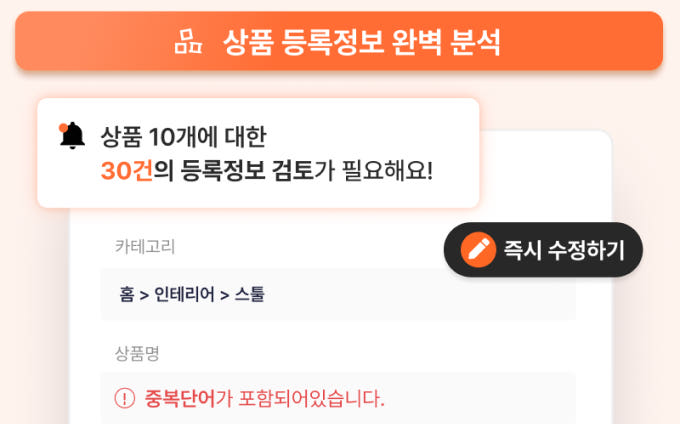 상품 등록정보 완벽 분석
상품 10개에 대한
30건의 등록정보 검토가 필요해요!
카테고리
즉시 수정하기
홈 > 인테리어 > 스툴
상품명
중복단어가 포함되어있습니다.